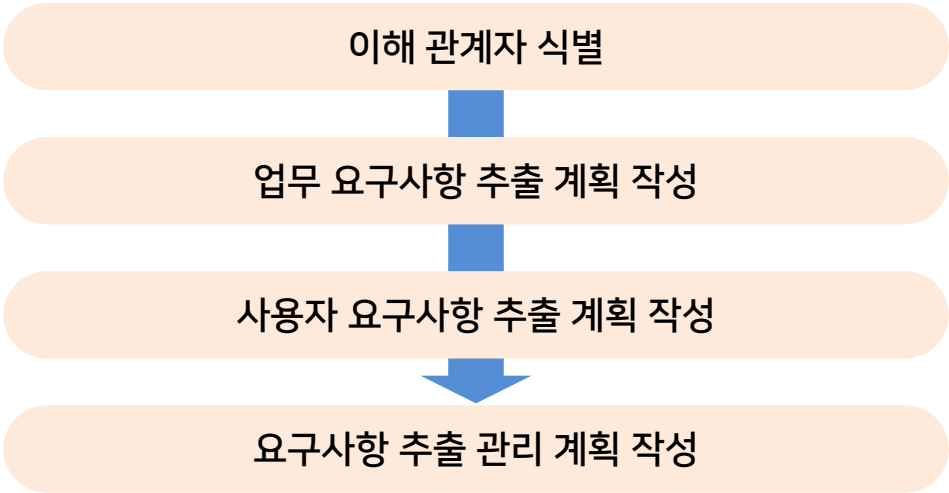 이해 관계자 식별
업무 요구사항 추출 계획 작성
사용자 요구사항 추출 계획 작성
요구사항 추출 관리 계획 작성